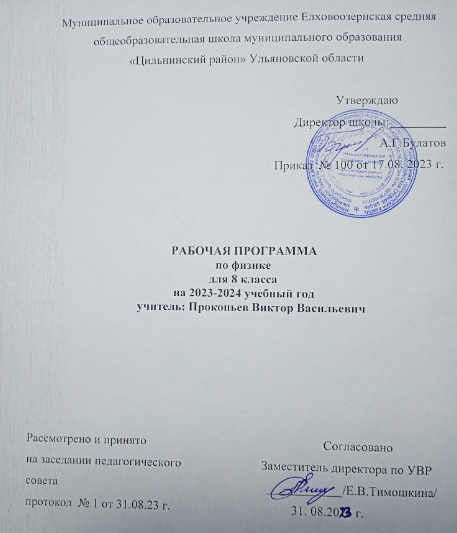 Муниципальное образовательное учреждение Елховоозернская средняя
общеобразовательная школа муниципального образования
«Цильнинский район» Ульяновской области
Утверждаю
Директор школы:
А.Г.Булатов
Приказ № 100 от 17.08. 2023 г.
РАБОЧАЯ ПРОГРАММА
по физике
для 8 класса
на 2023-2024 учебный год
учитель: Прокопьев Виктор Васильевич
Рассмотрено и принято
на заседании педагогического
совета
протокол № 1 от 31.08.23 г.
Согласовано
Заместитель директора по УВР
/Е.В.Тимошкина/
31. 08.2023 г.